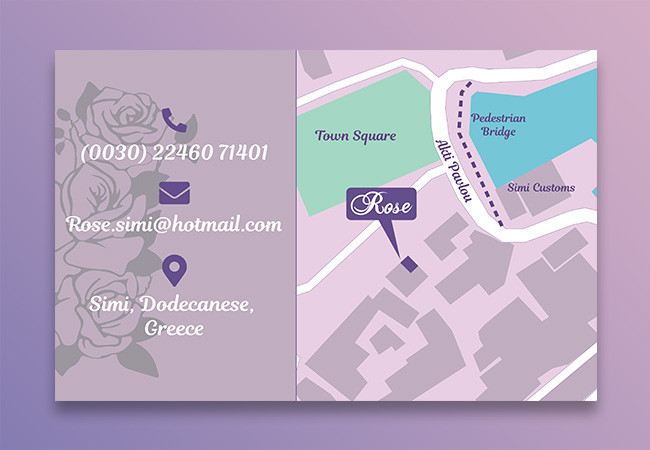 (0030) 22460 71401
Rose.simi@hotmail.com
Simi, Dodecanese,
Greece
Town Square
Akti Pavlou
Pedestrian
Bridge
Simi Customs
Rose